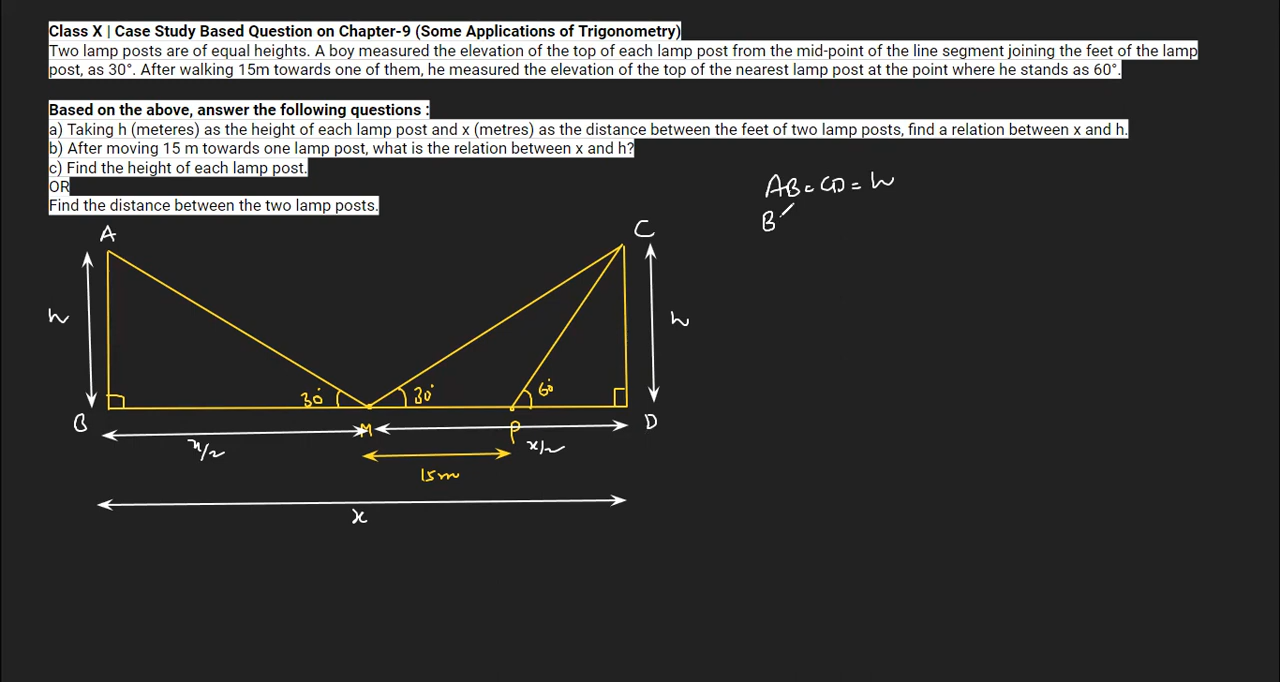 Class X | Case Study Based Question on Chapter-9 (Some Applications of Trigonometry)
Two lamp posts are of equal heights. A boy measured the elevation of the top of each lamp post from the mid-point of the line segment joining the feet of the lamp
post, as 30°. After walking 15m towards one of them, he measured the elevation of the top of the nearest lamp post at the point where he stands as 60°.
Based on the above, answer the following questions :
a) Taking h (meteres) as the height of each lamp post and x (metres) as the distance between the feet of two lamp posts, find a relation between x and h.
b) After moving 15 m towards one lamp post, what is the relation between x and h?
c) Find the height of each lamp post.
OR
Find the distance between the two lamp posts.
AB = CD = h
B
A
C
h
h
30°
30°
60°
B
M
P
D
x/2
x/2
15m
x